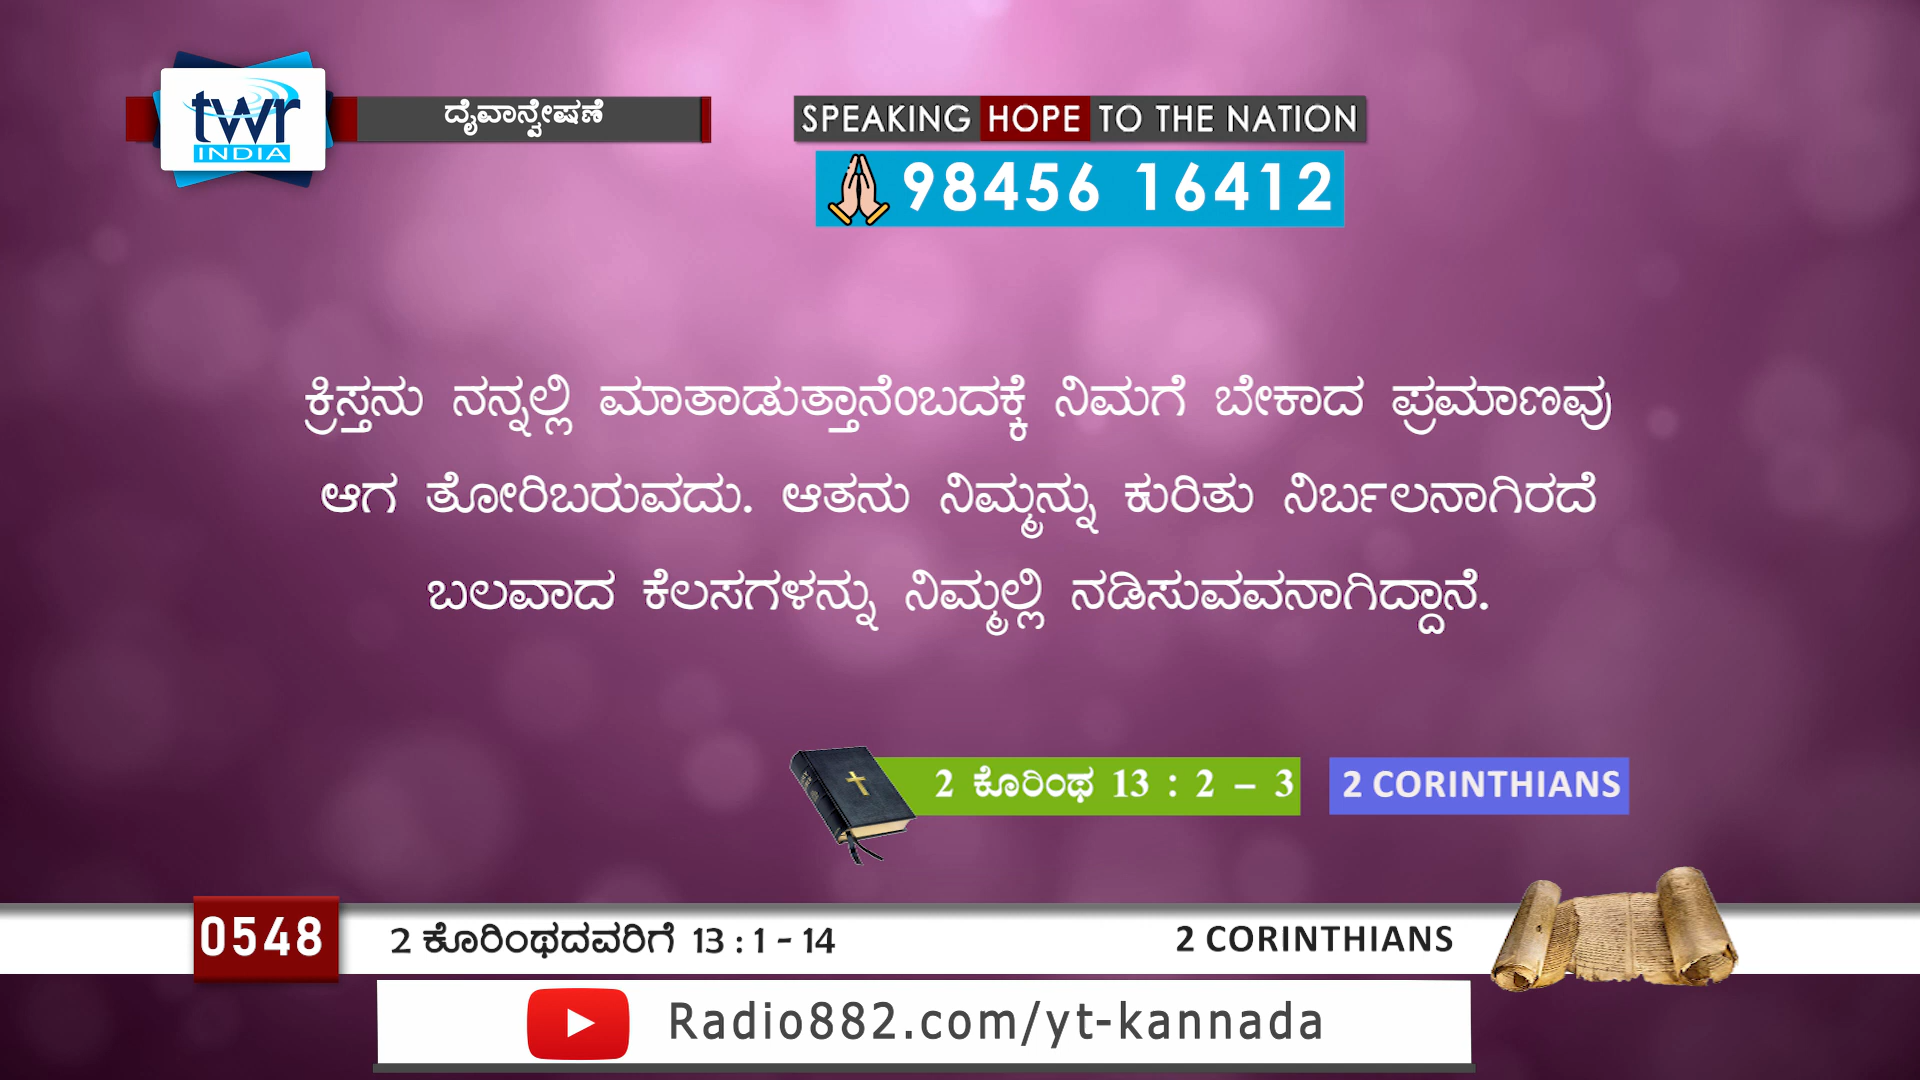 twr
INDIA
ದೈವಾನ್ವೇಷಣೆ
SPEAKING HOPE TO THE NATION
98456 16412
ಕ್ರಿಸ್ತನು ನನ್ನಲ್ಲಿ ಮಾತಾಡುತ್ತಾನೆಂಬದಕ್ಕೆ ನಿಮಗೆ ಬೇಕಾದ ಪ್ರಮಾಣವು
ಆಗ ತೋರಿಬರುವದು. ಆತನು ನಿಮ್ಮನ್ನು ಕುರಿತು ನಿರ್ಬಲನಾಗಿರದೆ
ಬಲವಾದ ಕೆಲಸಗಳನ್ನು ನಿಮ್ಮಲ್ಲಿ ನಡಿಸುವವನಾಗಿದ್ದಾನೆ.
2 ಕೊರಿಂಥ 13 : 2 – 3
2 CORINTHIANS
0548
2 ಕೊರಿಂಥದವರಿಗೆ 13 : 1 - 14
2 CORINTHIANS
Radio882.com/yt-kannada